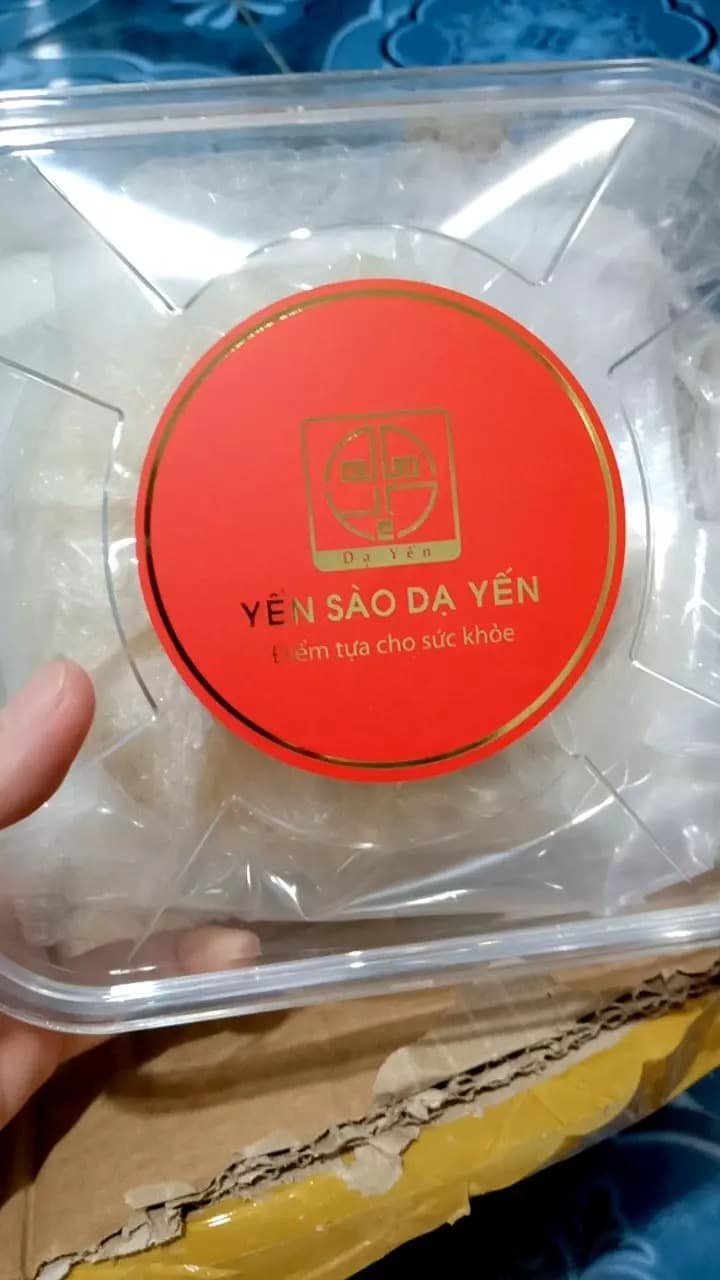 Dạ Yến
YẾN SÀO DẠ YẾN
Điểm tựa cho sức khỏe